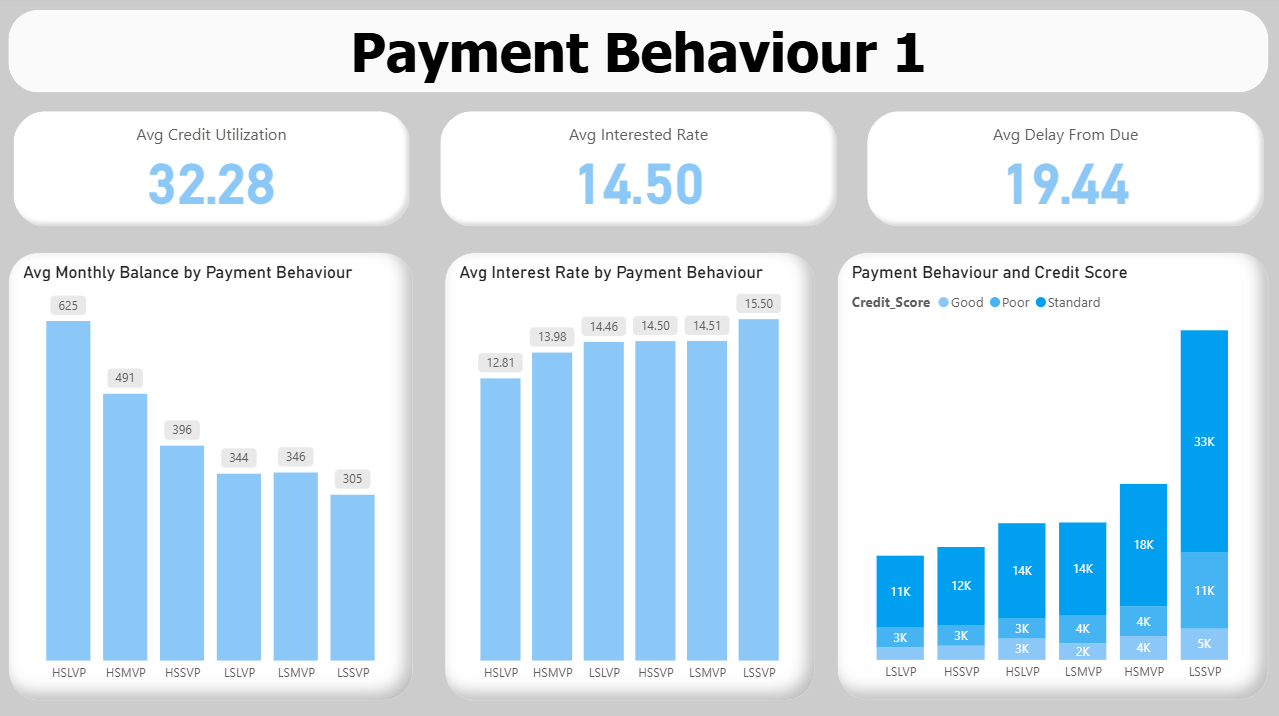 Payment Behaviour 1
Avg Credit Utilization
32.28
Avg Interested Rate
14.50
Avg Delay From Due
19.44
Avg Monthly Balance by Payment Behaviour
625
491
396
344
346
305
HSLVP HSMVP HSSVP LSLVP LSMVP LSSVP
Avg Interest Rate by Payment Behaviour
12.81
13.98
14.46
14.50
14.51
15.50
HSLVP HSMVP LSLVP HSSVP LSMVP LSSVP
Payment Behaviour and Credit Score
Credit_Score Good Poor Standard
11K
3K
12K
3K
14K
3K
3K
14K
4K
2K
18K
4K
4K
33K
11K
5K
LSLVP HSSVP HSLVP LSMVP HSMVP LSSVP